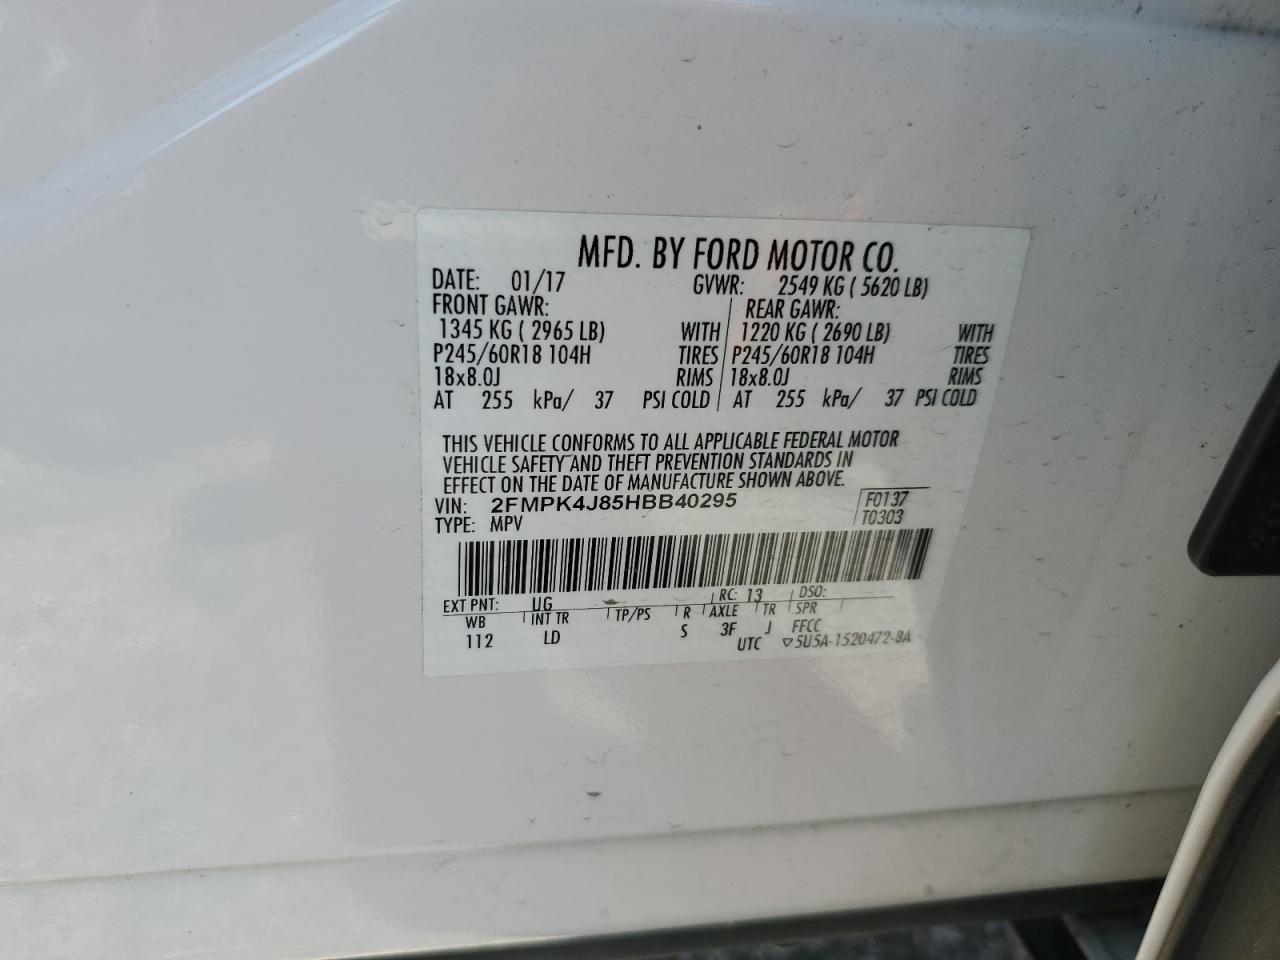 MFD. BY FORD MOTOR CO.
DATE: 01/17 GVWR: 2549 KG ( 5620 LB)
FRONT GAWR: REAR GAWR:
1345 KG ( 2965 LB) WITH 1220 KG ( 2690 LB) WITH
P245/60R18 104H TIRES P245/60R18 104H TIRES
18x8.0J RIMS 18x8.0J RIMS
AT 255 kPa/ 37 PSI COLD AT 255 kPa/ 37 PSI COLD
THIS VEHICLE CONFORMS TO ALL APPLICABLE FEDERAL MOTOR
VEHICLE SAFETY AND THEFT PREVENTION STANDARDS IN
EFFECT ON THE DATE OF MANUFACTURE SHOWN ABOVE.
VIN: 2FMPK4J85HBB40295 F0137
TYPE: MPV T0303
EXT PNT: UG RC: 13 DSO:
WB INT TR TP/PS R AXLE TR SPR
112 LD S 3F J FFCC
UTC ▽5U5A-1520472-BA